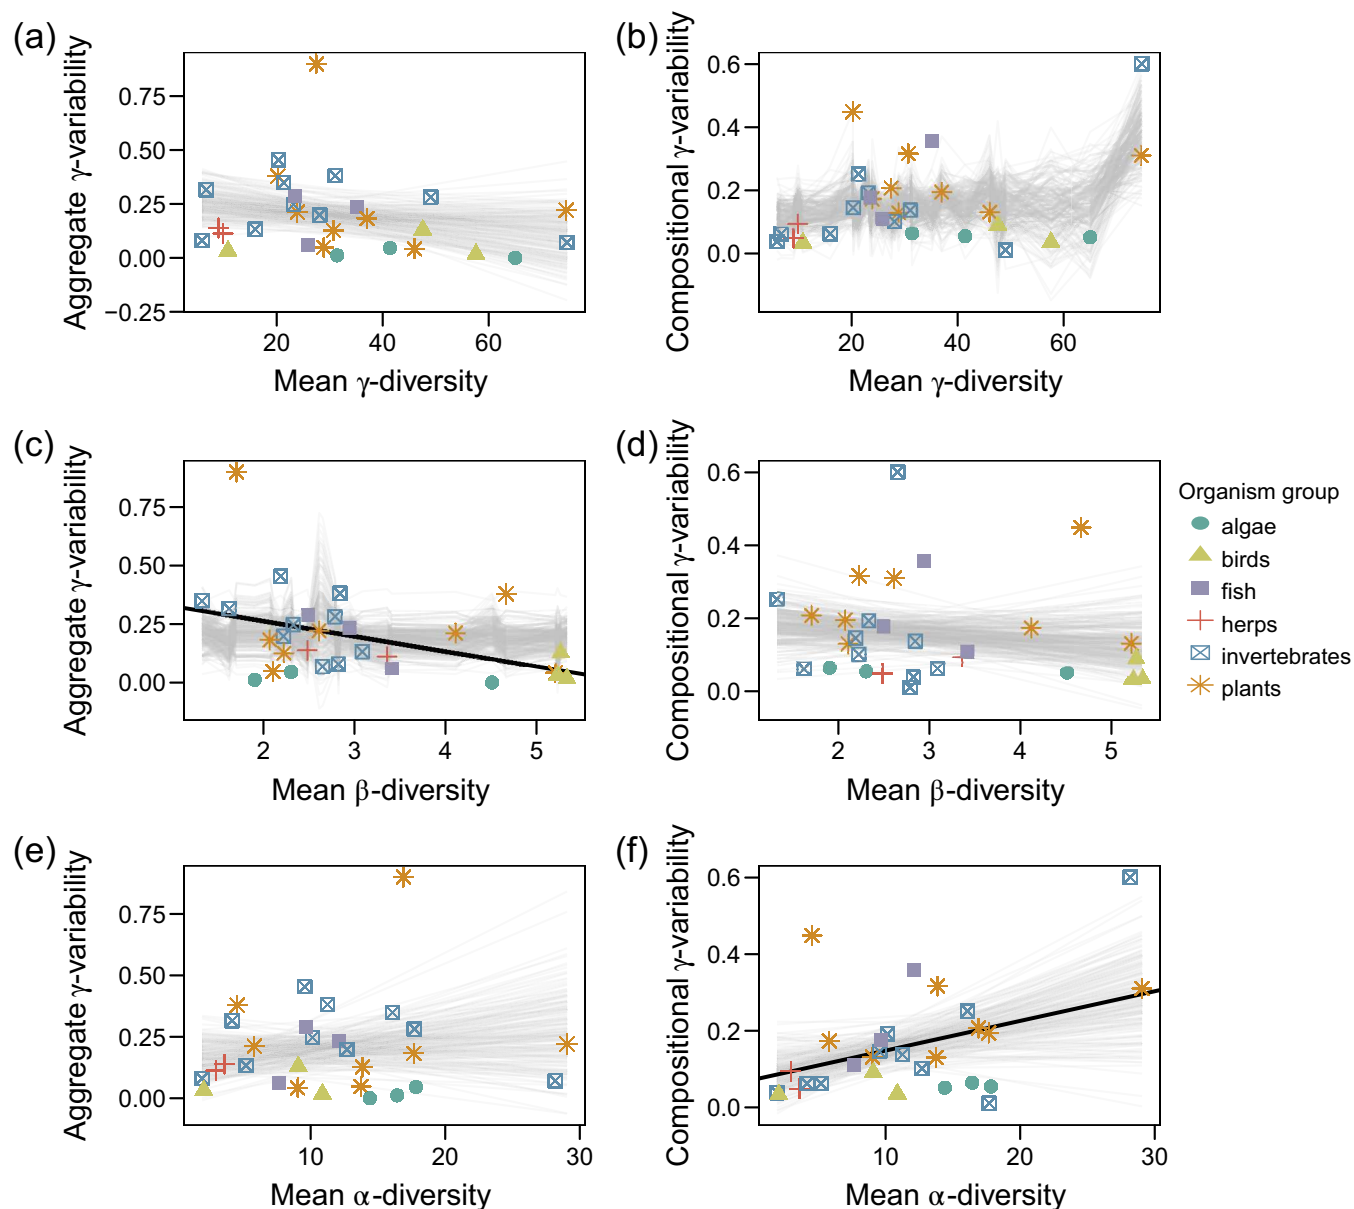 (a)
Aggregate γ-variability
0.75
0.50
0.25
0.00
−0.25
20
40
60
Mean γ-diversity
(b)
Compositional γ-variability
0.6
0.4
0.2
0.0
20
40
60
Mean γ-diversity
(c)
Aggregate γ-variability
0.75
0.50
0.25
0.00
2
3
4
5
Mean β-diversity
(d)
Compositional γ-variability
0.6
0.4
0.2
0.0
2
3
4
5
Mean β-diversity
Organism group
algae
birds
fish
herps
invertebrates
plants
(e)
Aggregate γ-variability
0.75
0.50
0.25
0.00
10
20
30
Mean α-diversity
(f)
Compositional γ-variability
0.6
0.4
0.2
0.0
10
20
30
Mean α-diversity